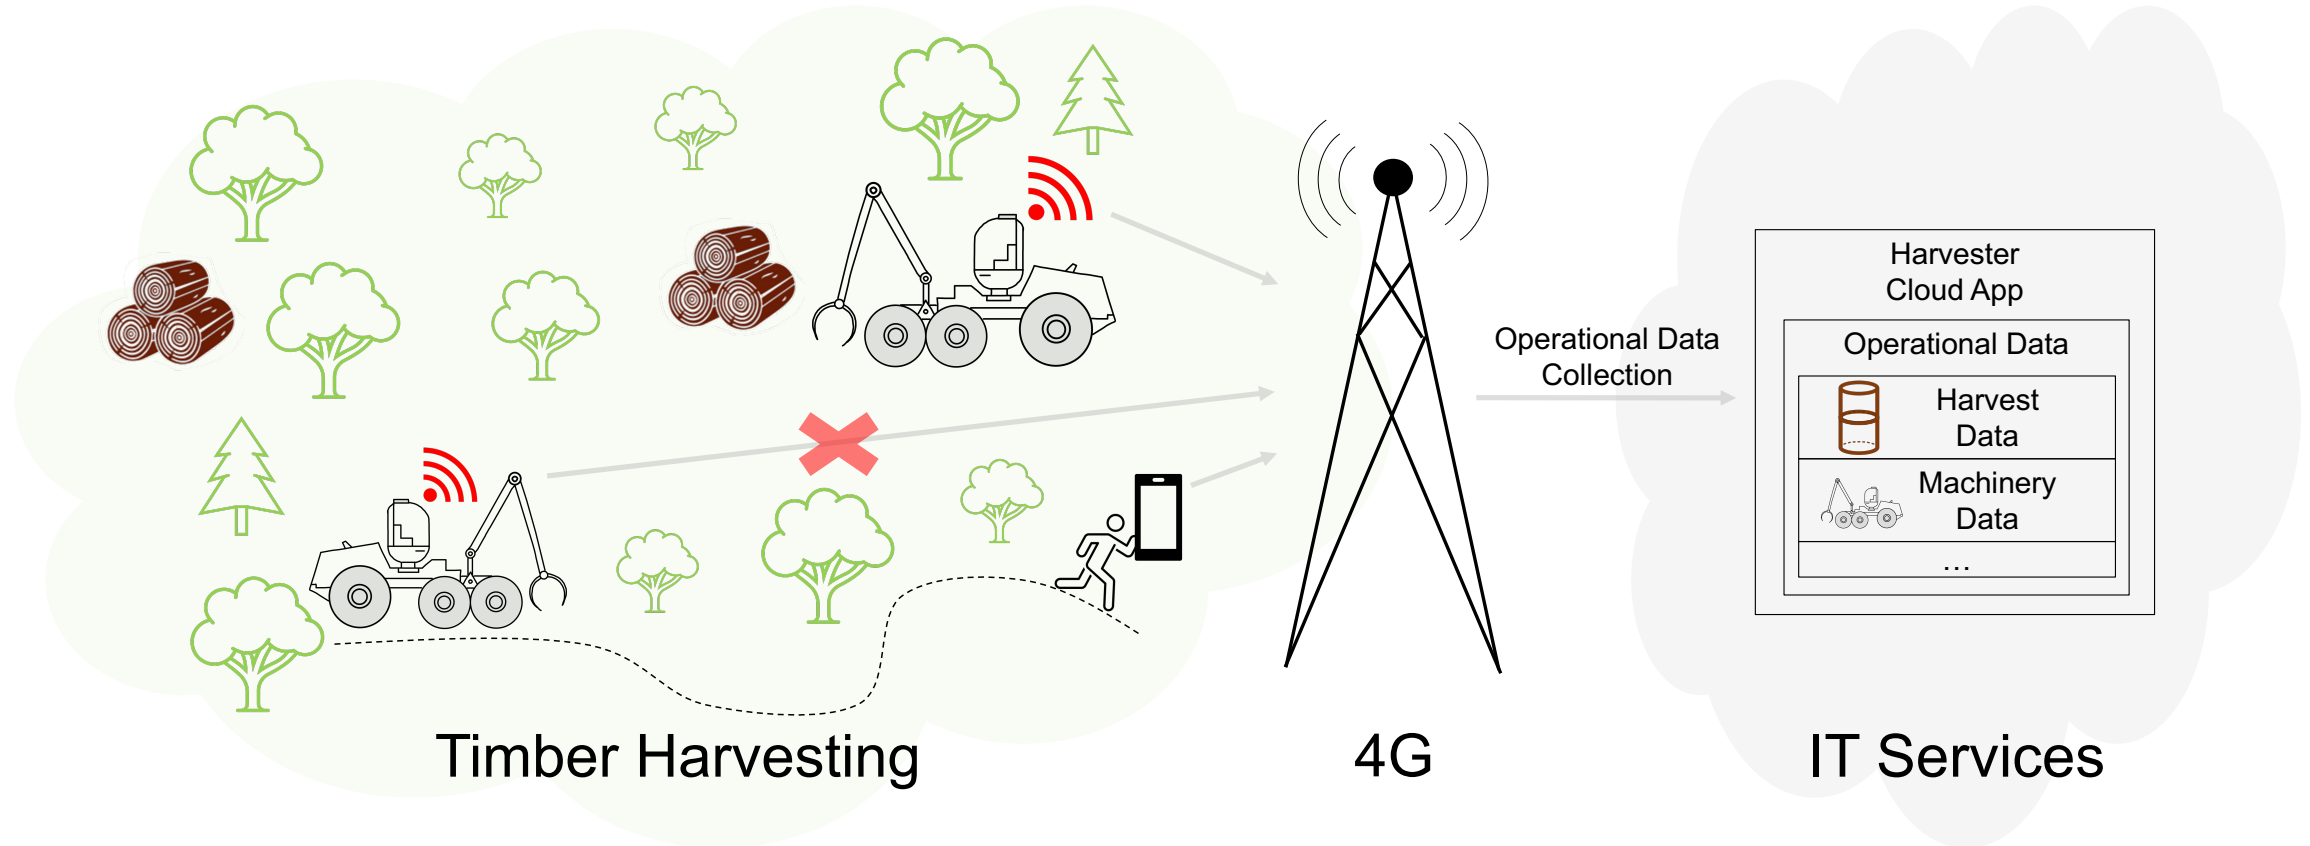 Harvester
Cloud App
Operational Data
Operational Data
Collection
Harvest
Data
Machinery
Data
...
Timber Harvesting
4G
IT Services